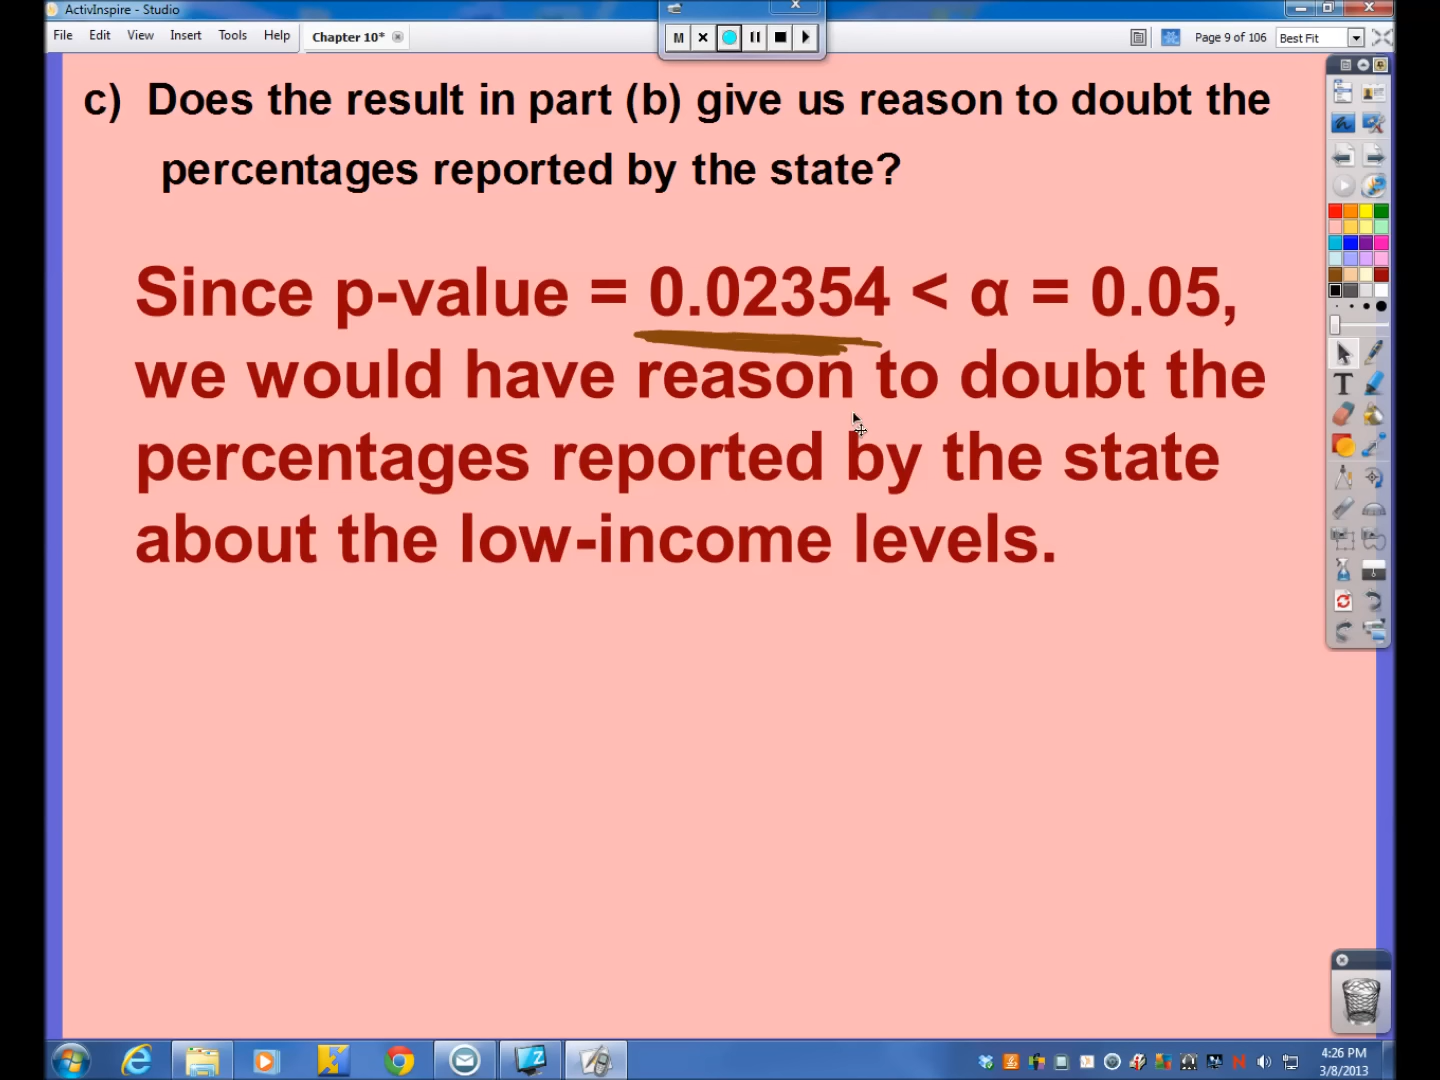 ActivInspire - Studio
File Edit View Insert Tools Help Chapter 10* Page 9 of 106 Best Fit
c) Does the result in part (b) give us reason to doubt the
percentages reported by the state?
Since p-value = 0.02354 < α = 0.05,
we would have reason to doubt the
percentages reported by the state
about the low-income levels.
4:26 PM
3/8/2013